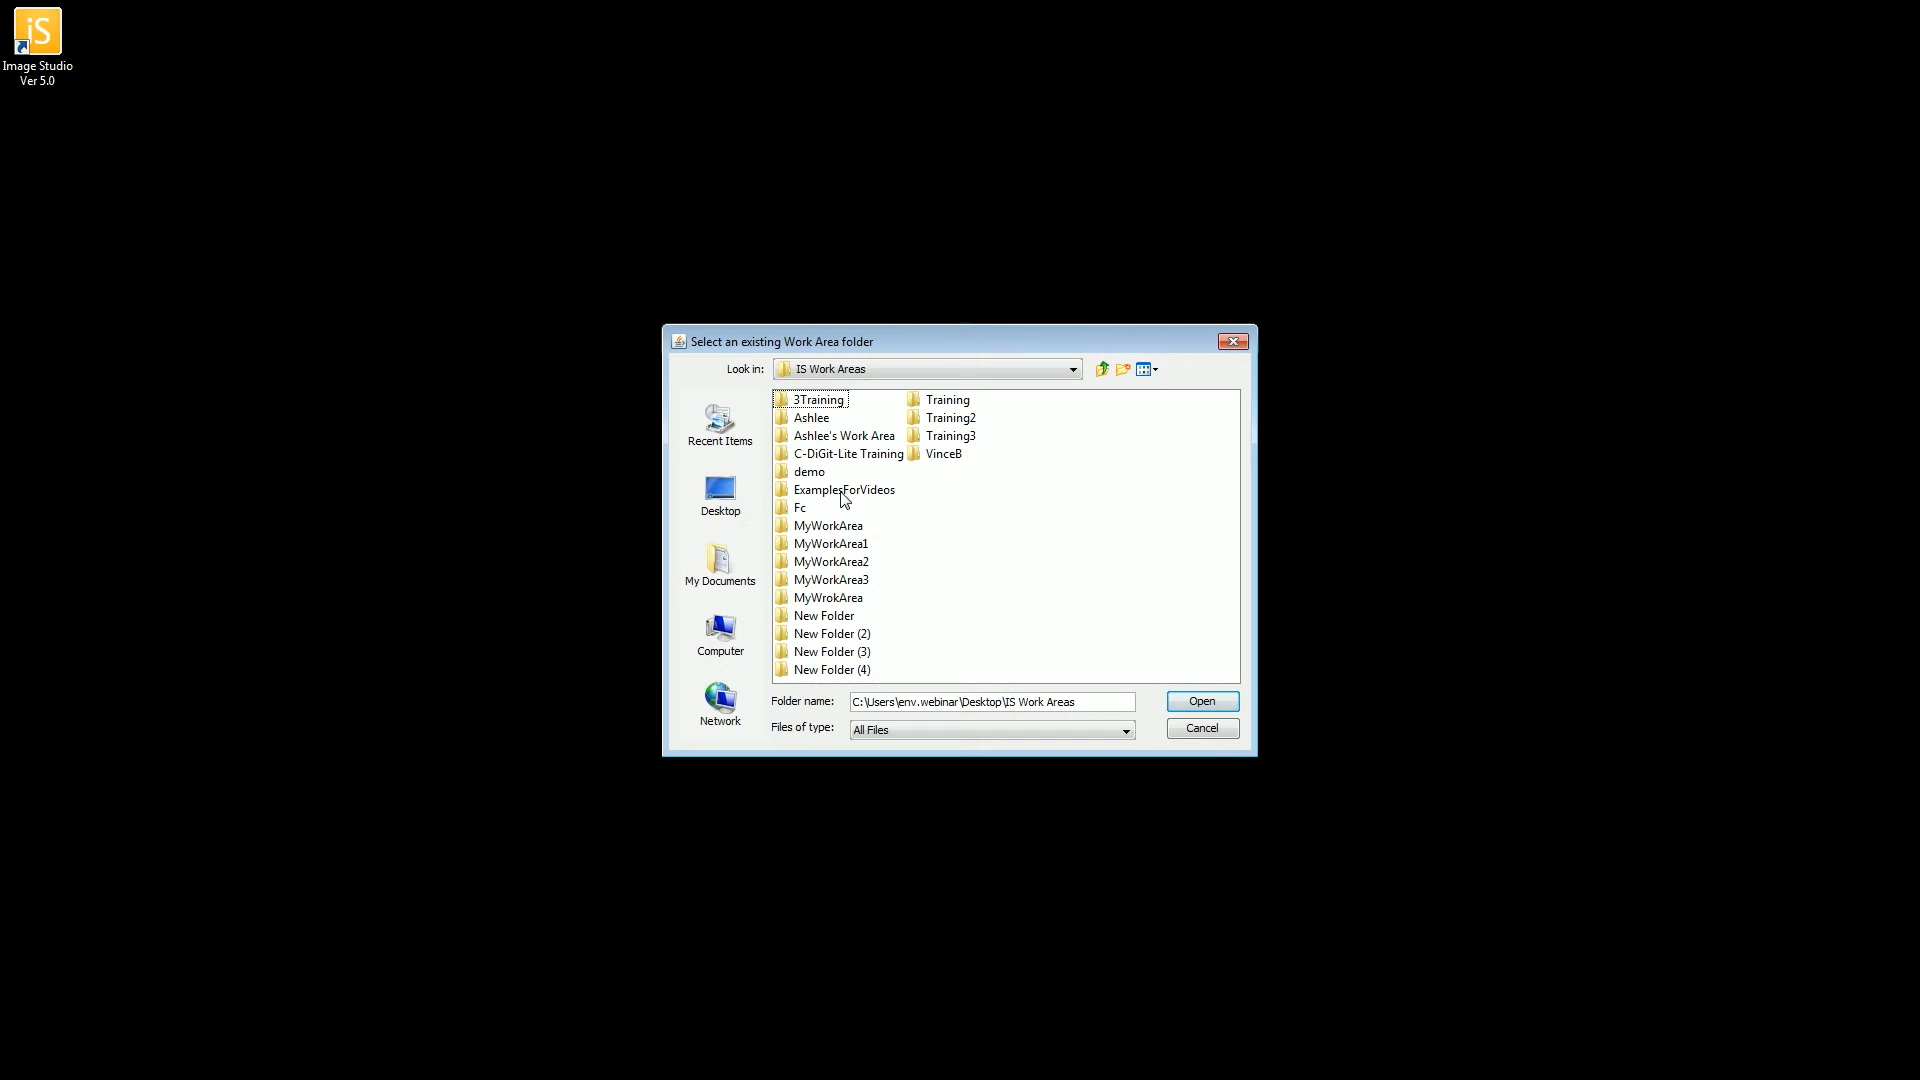 iS
Image Studio
Ver 5.0
Select an existing Work Area folder
Look in: IS Work Areas
Recent Items
Desktop
My Documents
Computer
Network
3Training
Ashlee
Ashlee's Work Area
C-DiGit-Lite Training
demo
ExamplesForVideos
Fc
MyWorkArea
MyWorkArea1
MyWorkArea2
MyWorkArea3
MyWrokArea
New Folder
New Folder (2)
New Folder (3)
New Folder (4)
Training
Training2
Training3
VinceB
Folder name: C:\Users\env.webinar\Desktop\IS Work Areas Open
Files of type: All Files Cancel